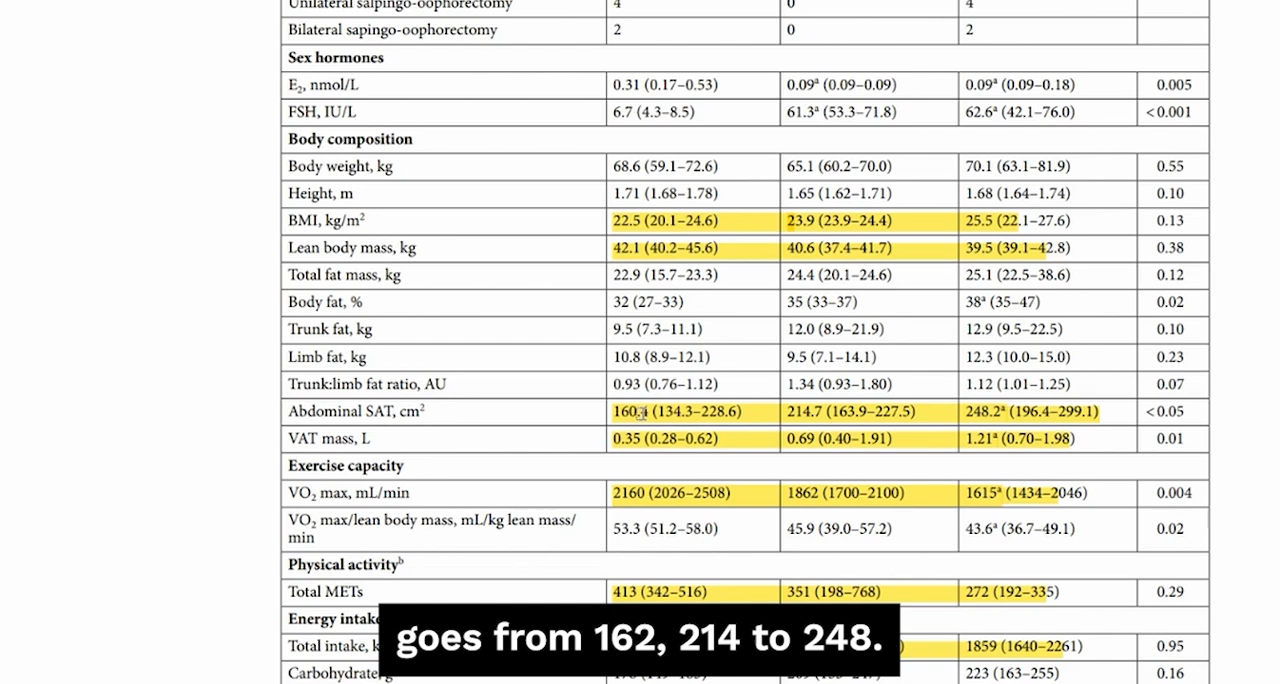 Unilateral salpingo-oophorectomy 4 0 4
Bilateral sapingo-oophorectomy 2 0 2
Sex hormones
E₂, nmol/L 0.31 (0.17–0.53) 0.09ᵃ (0.09–0.09) 0.09ᵃ (0.09–0.18) 0.005
FSH, IU/L 6.7 (4.3–8.5) 61.3ᵃ (53.3–71.8) 62.6ᵃ (42.1–76.0) <0.001
Body composition
Body weight, kg 68.6 (59.1–72.6) 65.1 (60.2–70.0) 70.1 (63.1–81.9) 0.55
Height, m 1.71 (1.68–1.78) 1.65 (1.62–1.71) 1.68 (1.64–1.74) 0.10
BMI, kg/m² 22.5 (20.1–24.6) 23.9 (23.9–24.4) 25.5 (22.1–27.6) 0.13
Lean body mass, kg 42.1 (40.2–45.6) 40.6 (37.4–41.7) 39.5 (39.1–42.8) 0.38
Total fat mass, kg 22.9 (15.7–23.3) 24.4 (20.1–24.6) 25.1 (22.5–38.6) 0.12
Body fat, % 32 (27–33) 35 (33–37) 38ᵃ (35–47) 0.02
Trunk fat, kg 9.5 (7.3–11.1) 12.0 (8.9–21.9) 12.9 (9.5–22.5) 0.10
Limb fat, kg 10.8 (8.9–12.1) 9.5 (7.1–14.1) 12.3 (10.0–15.0) 0.23
Trunk:limb fat ratio, AU 0.93 (0.76–1.12) 1.34 (0.93–1.80) 1.12 (1.01–1.25) 0.07
Abdominal SAT, cm² (134.3–228.6) 214.7 (163.9–227.5) 248.2ᵃ (196.4–299.1) <0.05
VAT mass, L 0.35 (0.28–0.62) 0.69 (0.40–1.91) 1.21ᵃ (0.70–1.98) 0.01
Exercise capacity
VO₂ max, mL/min 2160 (2026–2508) 1862 (1700–2100) 1615ᵃ (1434–2046) 0.004
VO₂ max/lean body mass, mL/kg lean mass/
min 53.3 (51.2–58.0) 45.9 (39.0–57.2) 43.6ᵃ (36.7–49.1) 0.02
Physical activityᵇ
Total METs 413 (342–516) 351 (198–768) 272 (192–335) 0.29
Energy intake
Total intake, 1859 (1640–2261) 0.95
Carbohydrate, 223 (163–255) 0.16
goes from 162, 214 to 248.